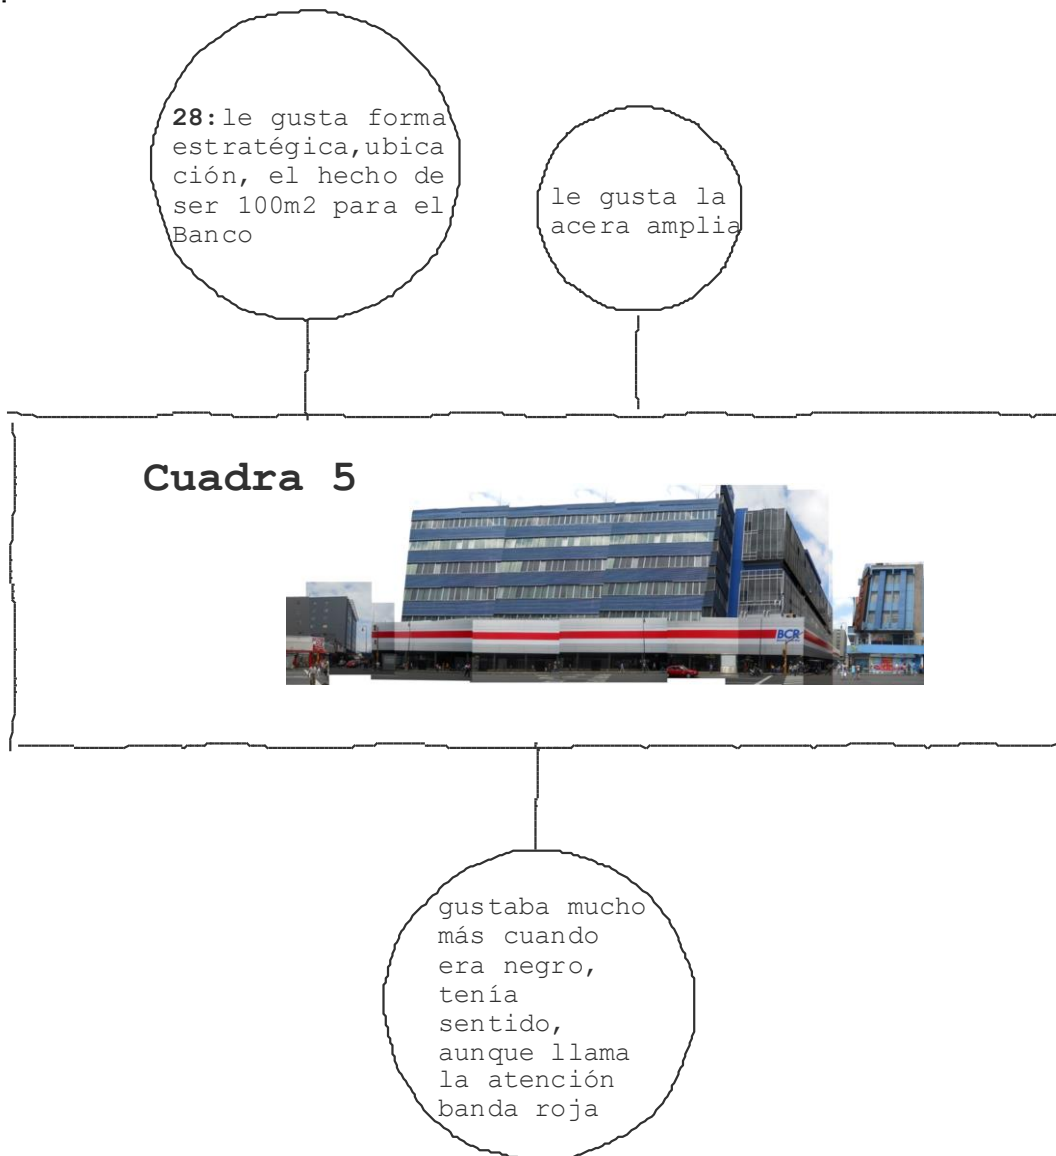 28:le gusta forma
estratégica,ubica
ción, el hecho de
ser 100m2 para el
Banco
le gusta la
acera amplia
Cuadra 5
BCR
gustaba mucho
más cuando
era negro,
tenía
sentido,
aunque llama
la atención
banda roja